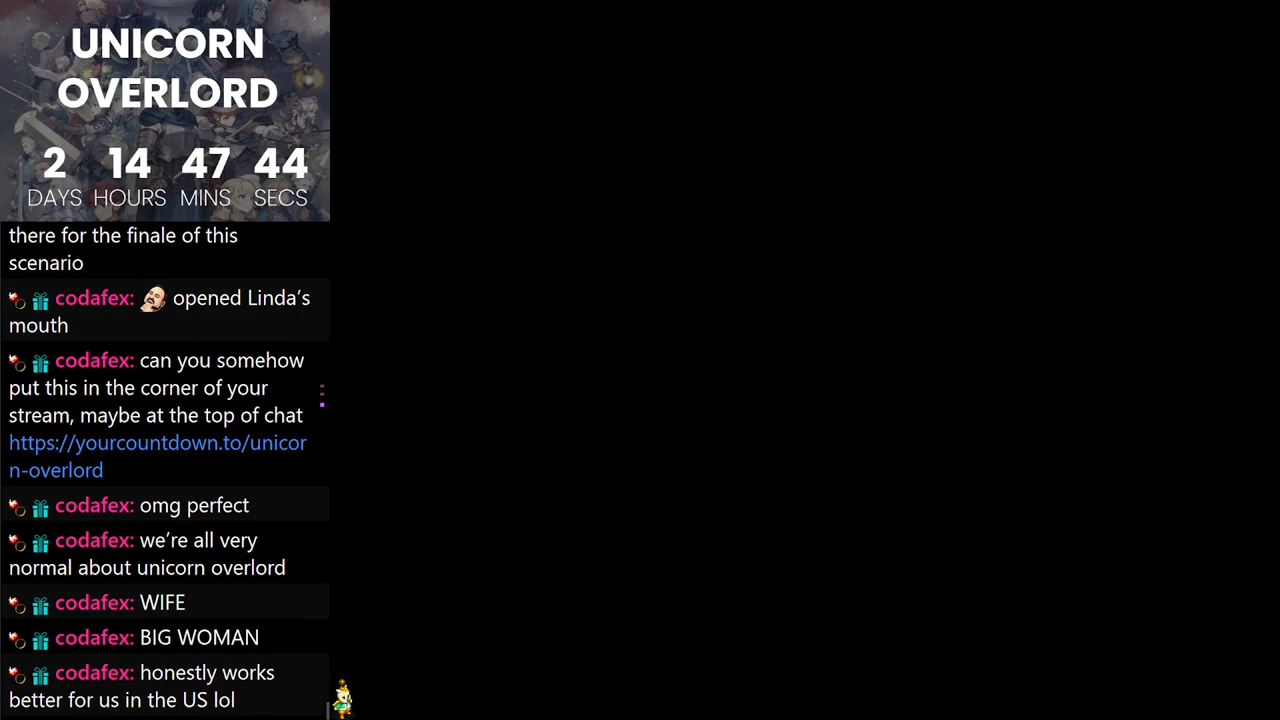 UNICORN
OVERLORD
2 14 47 44
DAYS HOURS MINS SECS
there for the finale of this
scenario
codafex: opened Linda’s
mouth
codafex: can you somehow
put this in the corner of your
stream, maybe at the top of chat
https://yourcountdown.to/unicor
n-overlord
codafex: omg perfect
codafex: we’re all very
normal about unicorn overlord
codafex: WIFE
codafex: BIG WOMAN
codafex: honestly works
better for us in the US lol